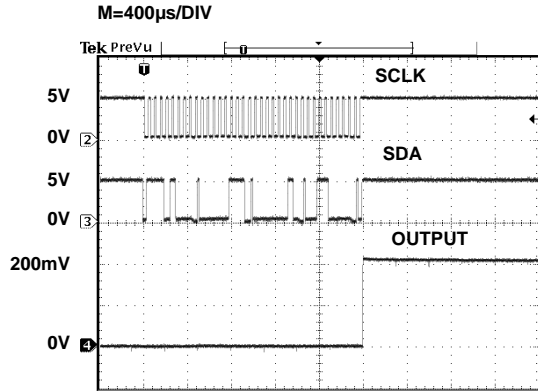 M=400µs/DIV
Tek PreVu
T
T
SCLK
5V
0V
2
SDA
5V
0V
3
OUTPUT
200mV
0V
4